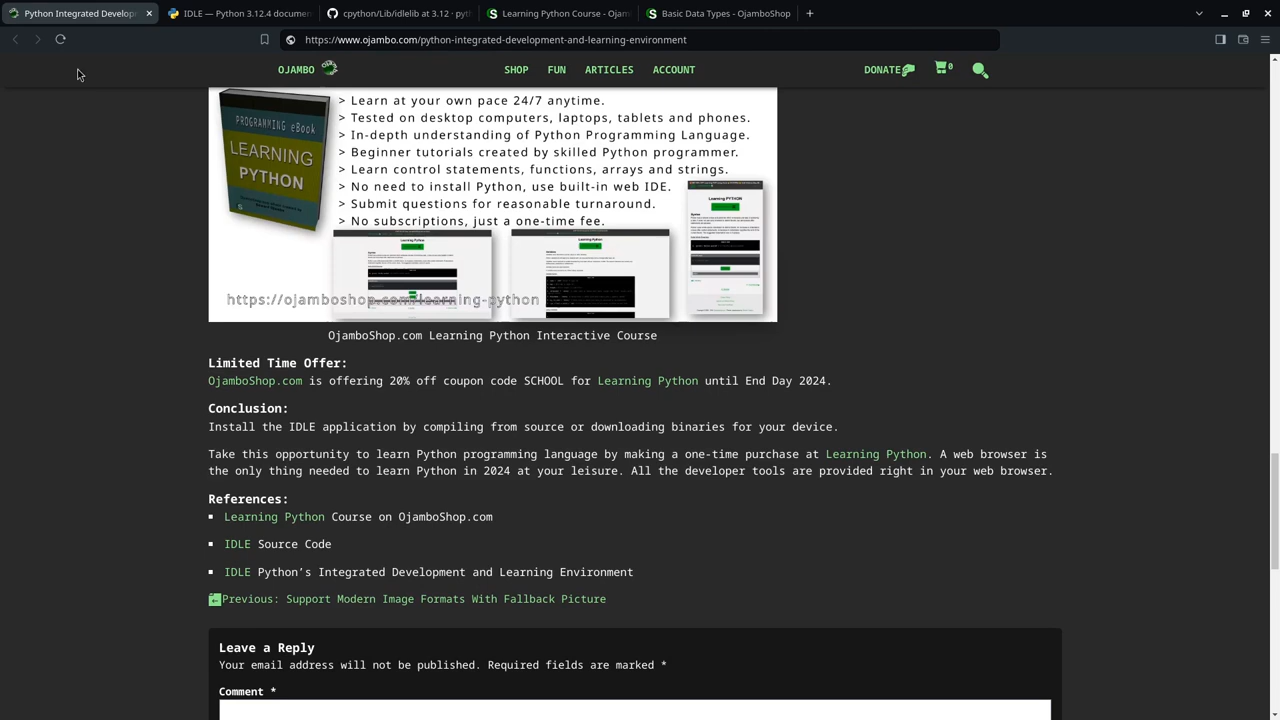 Python Integrated Develop
IDLE — Python 3.12.4 documen
cpython/Lib/idlelib at 3.12 · pyt
Learning Python Course - Ojam
Basic Data Types - OjamboShop
https://www.ojambo.com/python-integrated-development-and-learning-environment
OJAMBO
SHOP
FUN
ARTICLES
ACCOUNT
DONATE
0
PROGRAMMING eBook
LEARNING
PYTHON
> Learn at your own pace 24/7 anytime.
> Tested on desktop computers, laptops, tablets and phones.
> In-depth understanding of Python Programming Language.
> Beginner tutorials created by skilled Python programmer.
> Learn control statements, functions, arrays and strings.
> No need to install Python, use built-in web IDE.
> Submit questions for reasonable turnaround.
> No subscriptions, just a one-time fee.
Learning Python
Learning Python
Learning PYTHON
https://ojamboshop.com/learning-python
OjamboShop.com Learning Python Interactive Course
Limited Time Offer:
OjamboShop.com is offering 20% off coupon code SCHOOL for Learning Python until End Day 2024.
Conclusion:
Install the IDLE application by compiling from source or downloading binaries for your device.
Take this opportunity to learn Python programming language by making a one-time purchase at Learning Python. A web browser is
the only thing needed to learn Python in 2024 at your leisure. All the developer tools are provided right in your web browser.
References:
Learning Python Course on OjamboShop.com
IDLE Source Code
IDLE Python’s Integrated Development and Learning Environment
Previous: Support Modern Image Formats With Fallback Picture
Leave a Reply
Your email address will not be published. Required fields are marked *
Comment *